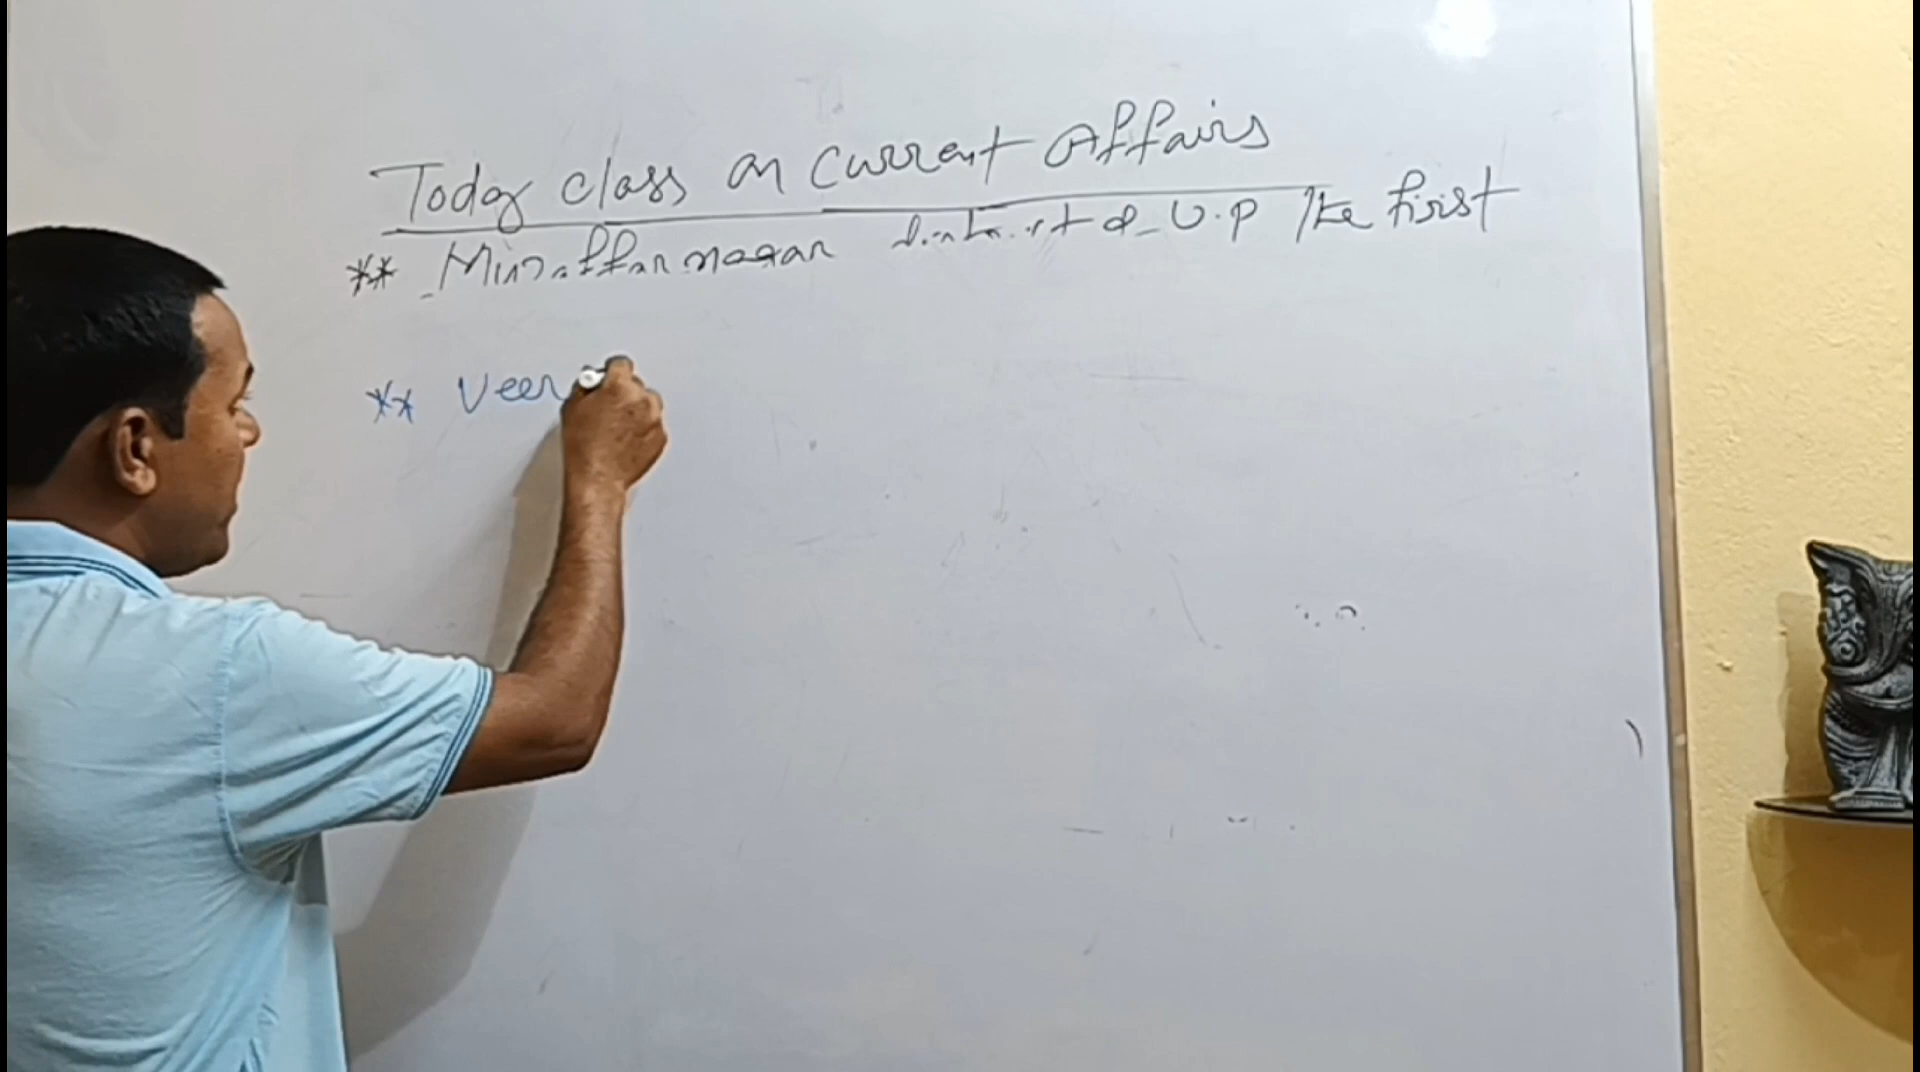 Today class on Current Affairs
** Muzaffarnagar district of U.P the first
** Veer